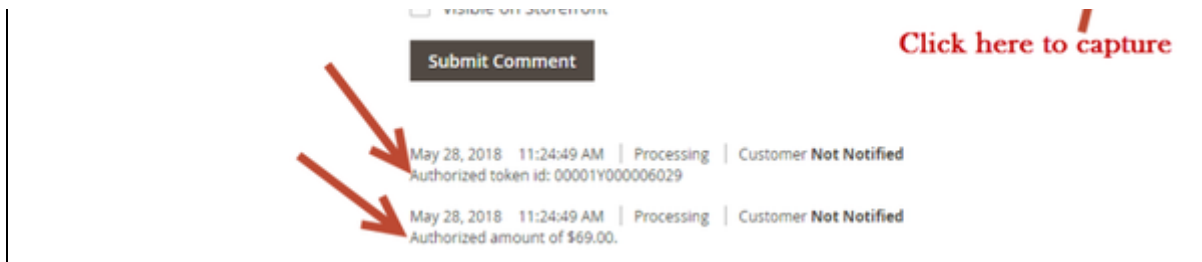 Visible on Storefront
Click here to capture
Submit Comment
May 28, 2018 11:24:49 AM | Processing | Customer Not Notified
Authorized token id: 00001Y000006029
May 28, 2018 11:24:49 AM | Processing | Customer Not Notified
Authorized amount of $69.00.